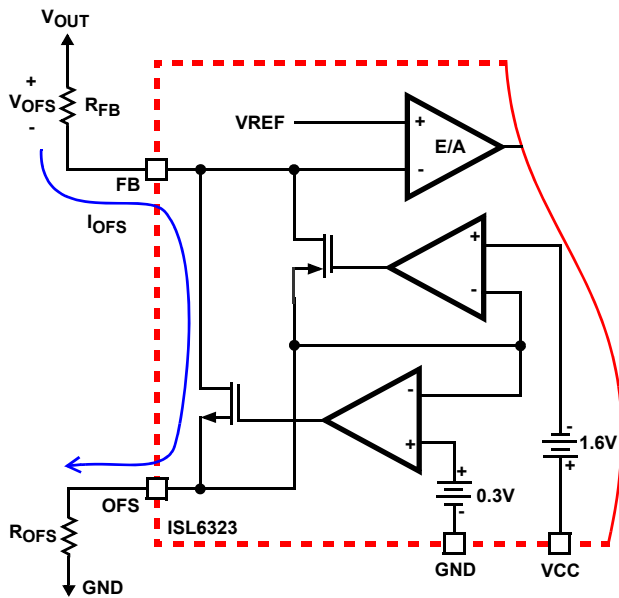 VOUT
+
VOFS
-
RFB
VREF
+
E/A
-
FB
IOFS
+
-
-
+
-
1.6V
+
+
0.3V
-
OFS
ISL6323
ROFS
GND
GND
VCC